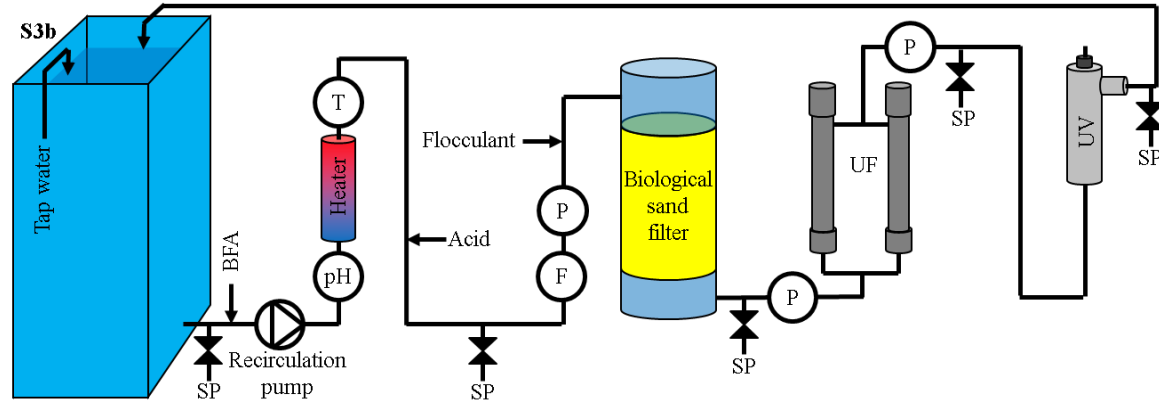 S3b
Tap water
SP
BFA
Recirculation
pump
pH
Heater
T
Acid
SP
F
P
Flocculant
Biological
sand
filter
SP
P
UF
P
SP
UV
SP